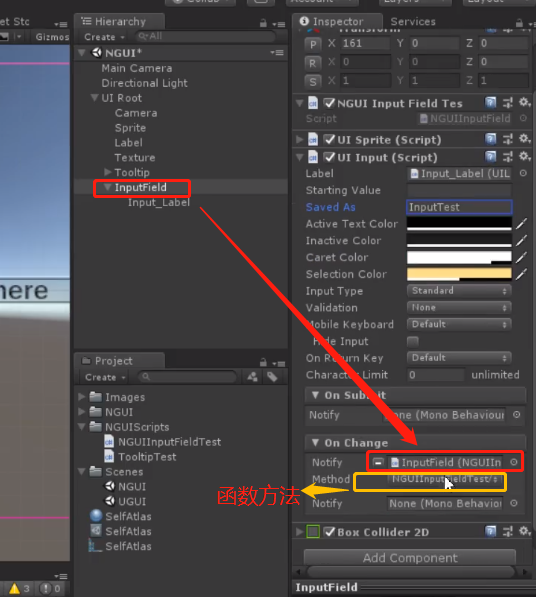 et Stc
Collab
Account
Layers
Layout
Gizmos
Hierarchy
Create
All
NGUI*
Main Camera
Directional Light
UI Root
Camera
Sprite
Label
Texture
Tooltip
InputField
Input_Label
here
Project
Create
Images
NGUI
NGUIScripts
NGUIInputFieldTest
TooltipTest
Scenes
NGUI
UGUI
SelfAtlas
SelfAtlas
SelfAtlas
3
0
函数方法
Inspector
Services
Transform
P X 161 Y 0 Z 0
R X 0 Y 0 Z 0
S X 1 Y 1 Z 1
NGUI Input Field Tes
Script NGUIInputField
UI Sprite (Script)
UI Input (Script)
Label Input_Label (UIL
Starting Value
Saved As InputTest
Active Text Color
Inactive Color
Caret Color
Selection Color
Input Type Standard
Validation None
Mobile Keyboard Default
Hide Input
On Return Key Default
Character Limit 0 unlimited
On Submit
Notify None (Mono Behaviour
On Change
Notify InputField (NGUIIn
Method NGUIInputFieldTest/
Notify None (Mono Behavior
Box Collider 2D
Add Component
InputField